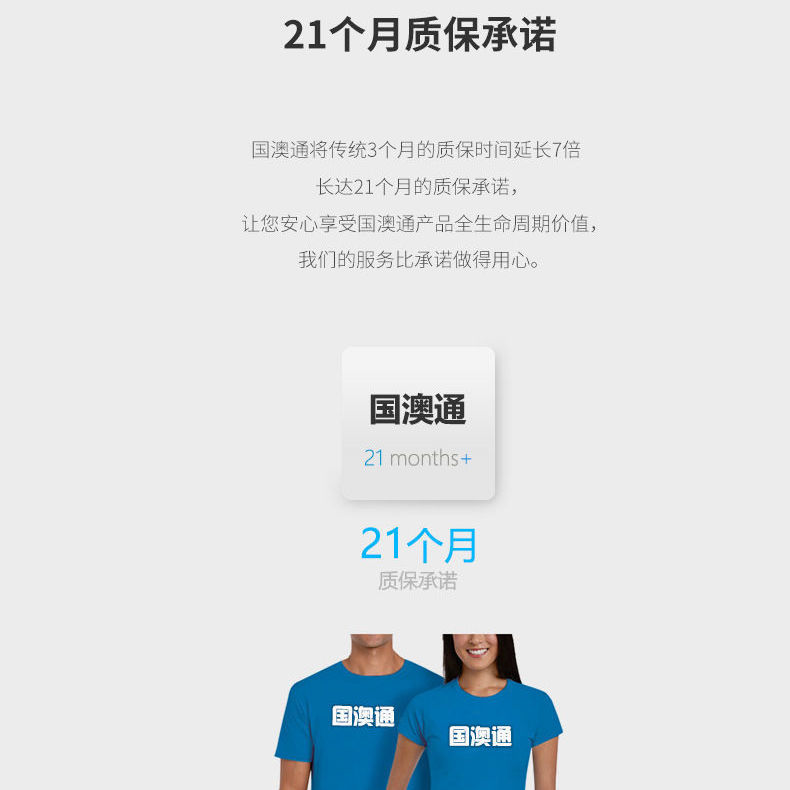 21个月质保承诺
国澳通将传统3个月的质保时间延长7倍
长达21个月的质保承诺，
让您安心享受国澳通产品全生命周期价值，
我们的服务比承诺做得用心。
国澳通
21 months+
21个月
质保承诺
国澳通
国澳通